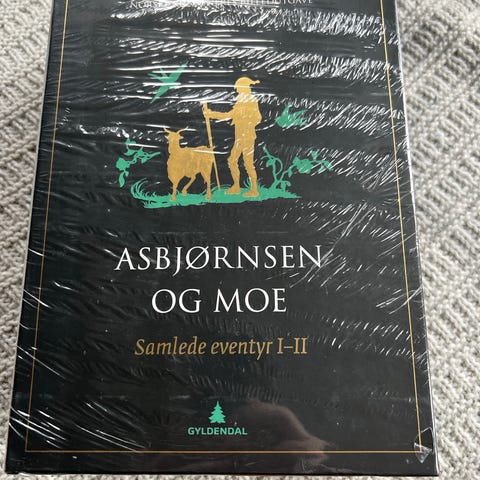 ASBJØRNSEN
OG MOE
Samlede eventyr I–II
GYLDENDAL